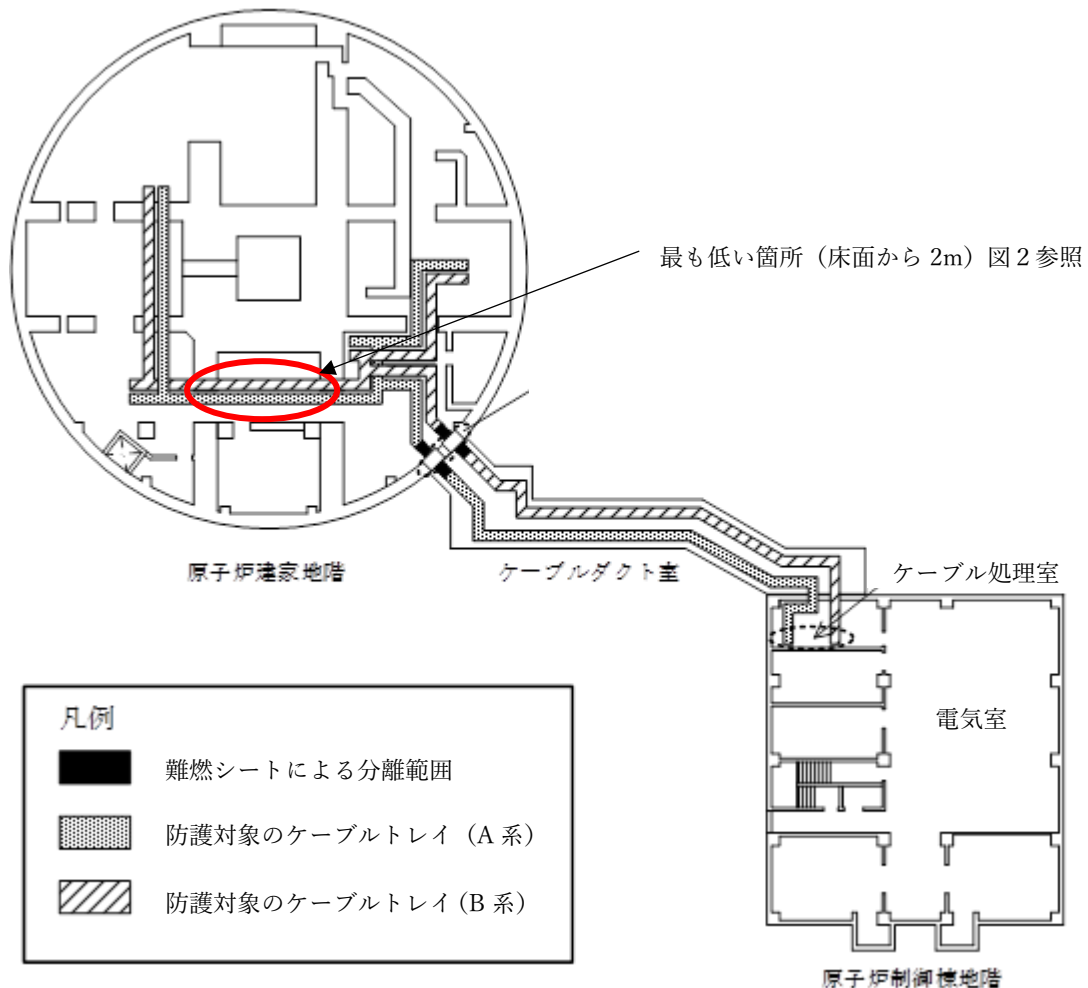 最も低い箇所（床面から 2m）図 2 参照
原子炉建家地階
ケーブルダクト室
ケーブル処理室
電気室
凡例
難燃シートによる分離範囲
防護対象のケーブルトレイ（A 系）
防護対象のケーブルトレイ（B 系）
原子炉制御棟地階